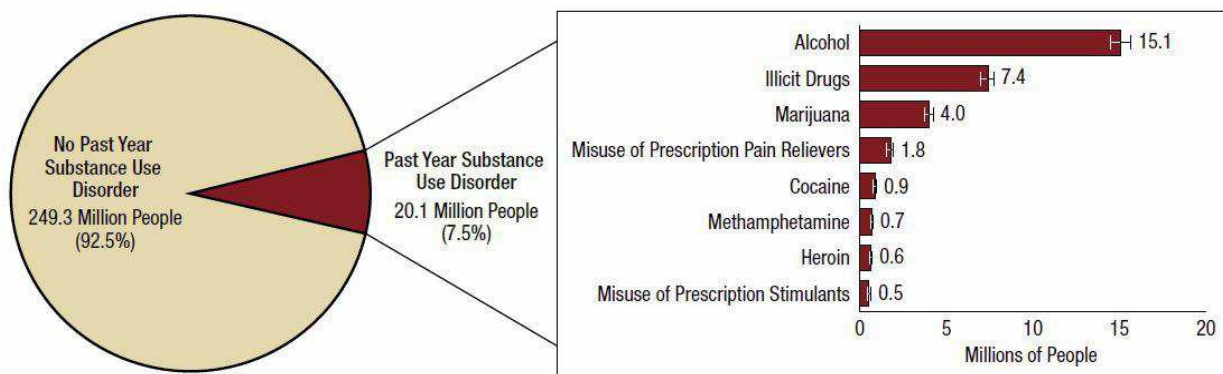 No Past Year
Substance Use
Disorder
249.3 Million People
(92.5%)
Past Year Substance
Use Disorder
20.1 Million People
(7.5%)
Alcohol 15.1
Illicit Drugs 7.4
Marijuana 4.0
Misuse of Prescription Pain Relievers 1.8
Cocaine 0.9
Methamphetamine 0.7
Heroin 0.6
Misuse of Prescription Stimulants 0.5
0 5 10 15 20
Millions of People